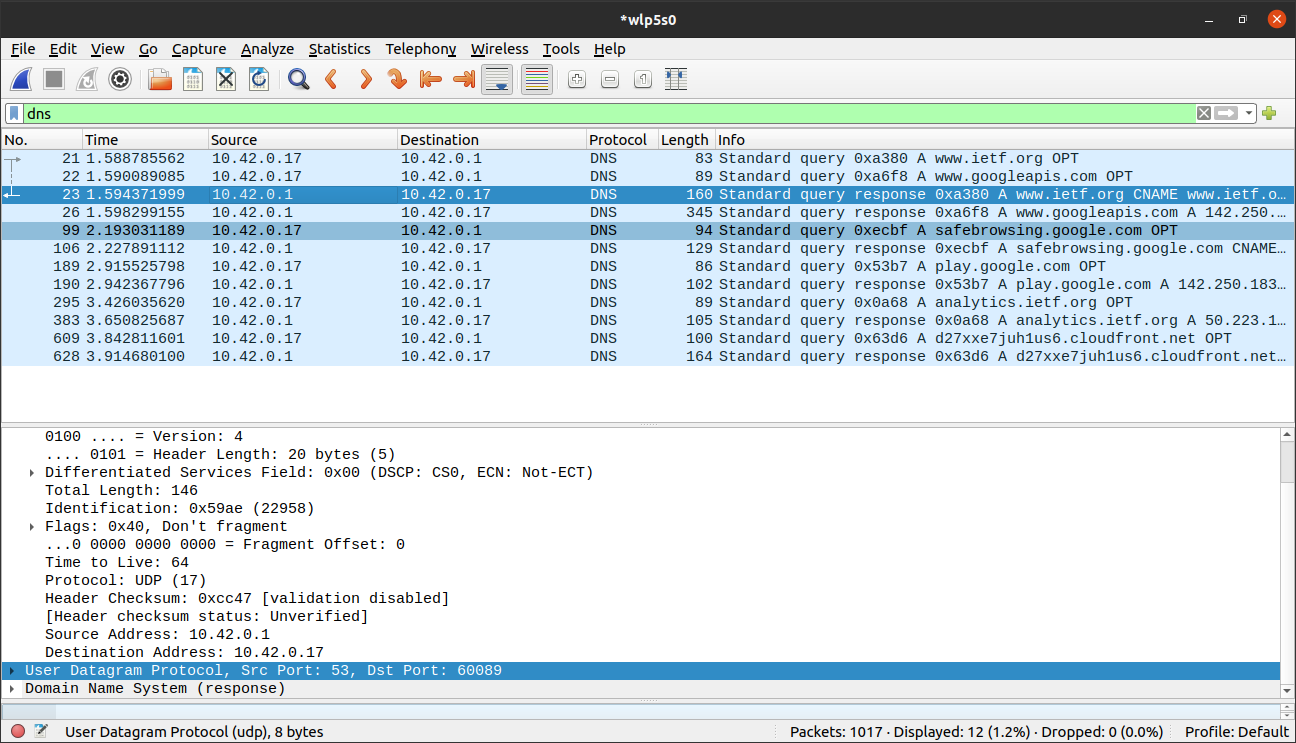 *wlp5s0
File Edit View Go Capture Analyze Statistics Telephony Wireless Tools Help
dns
No. Time Source Destination Protocol Length Info
21 1.588785562 10.42.0.17 10.42.0.1 DNS 83 Standard query 0xa380 A www.ietf.org OPT
22 1.590089085 10.42.0.17 10.42.0.1 DNS 89 Standard query 0xa6f8 A www.googleapis.com OPT
23 1.594371999 10.42.0.1 10.42.0.17 DNS 160 Standard query response 0xa380 A www.ietf.org CNAME www.ietf.o…
26 1.598299155 10.42.0.1 10.42.0.17 DNS 345 Standard query response 0xa6f8 A www.googleapis.com A 142.250.…
99 2.193031189 10.42.0.17 10.42.0.1 DNS 94 Standard query 0xecbf A safebrowsing.google.com OPT
106 2.227891112 10.42.0.1 10.42.0.17 DNS 129 Standard query response 0xecbf A safebrowsing.google.com CNAME…
189 2.915525798 10.42.0.17 10.42.0.1 DNS 86 Standard query 0x53b7 A play.google.com OPT
190 2.942367796 10.42.0.1 10.42.0.17 DNS 102 Standard query response 0x53b7 A play.google.com A 142.250.183…
295 3.426035620 10.42.0.17 10.42.0.1 DNS 89 Standard query 0x0a68 A analytics.ietf.org OPT
383 3.650825687 10.42.0.1 10.42.0.17 DNS 105 Standard query response 0x0a68 A analytics.ietf.org A 50.223.1…
609 3.842811601 10.42.0.17 10.42.0.1 DNS 100 Standard query 0x63d6 A d27xxe7juh1us6.cloudfront.net OPT
628 3.914680100 10.42.0.1 10.42.0.17 DNS 164 Standard query response 0x63d6 A d27xxe7juh1us6.cloudfront.net…
0100 .... = Version: 4
.... 0101 = Header Length: 20 bytes (5)
Differentiated Services Field: 0x00 (DSCP: CS0, ECN: Not-ECT)
Total Length: 146
Identification: 0x59ae (22958)
Flags: 0x40, Don't fragment
...0 0000 0000 0000 = Fragment Offset: 0
Time to Live: 64
Protocol: UDP (17)
Header Checksum: 0xcc47 [validation disabled]
[Header checksum status: Unverified]
Source Address: 10.42.0.1
Destination Address: 10.42.0.17
User Datagram Protocol, Src Port: 53, Dst Port: 60089
Domain Name System (response)
User Datagram Protocol (udp), 8 bytes Packets: 1017 · Displayed: 12 (1.2%) · Dropped: 0 (0.0%) Profile: Default